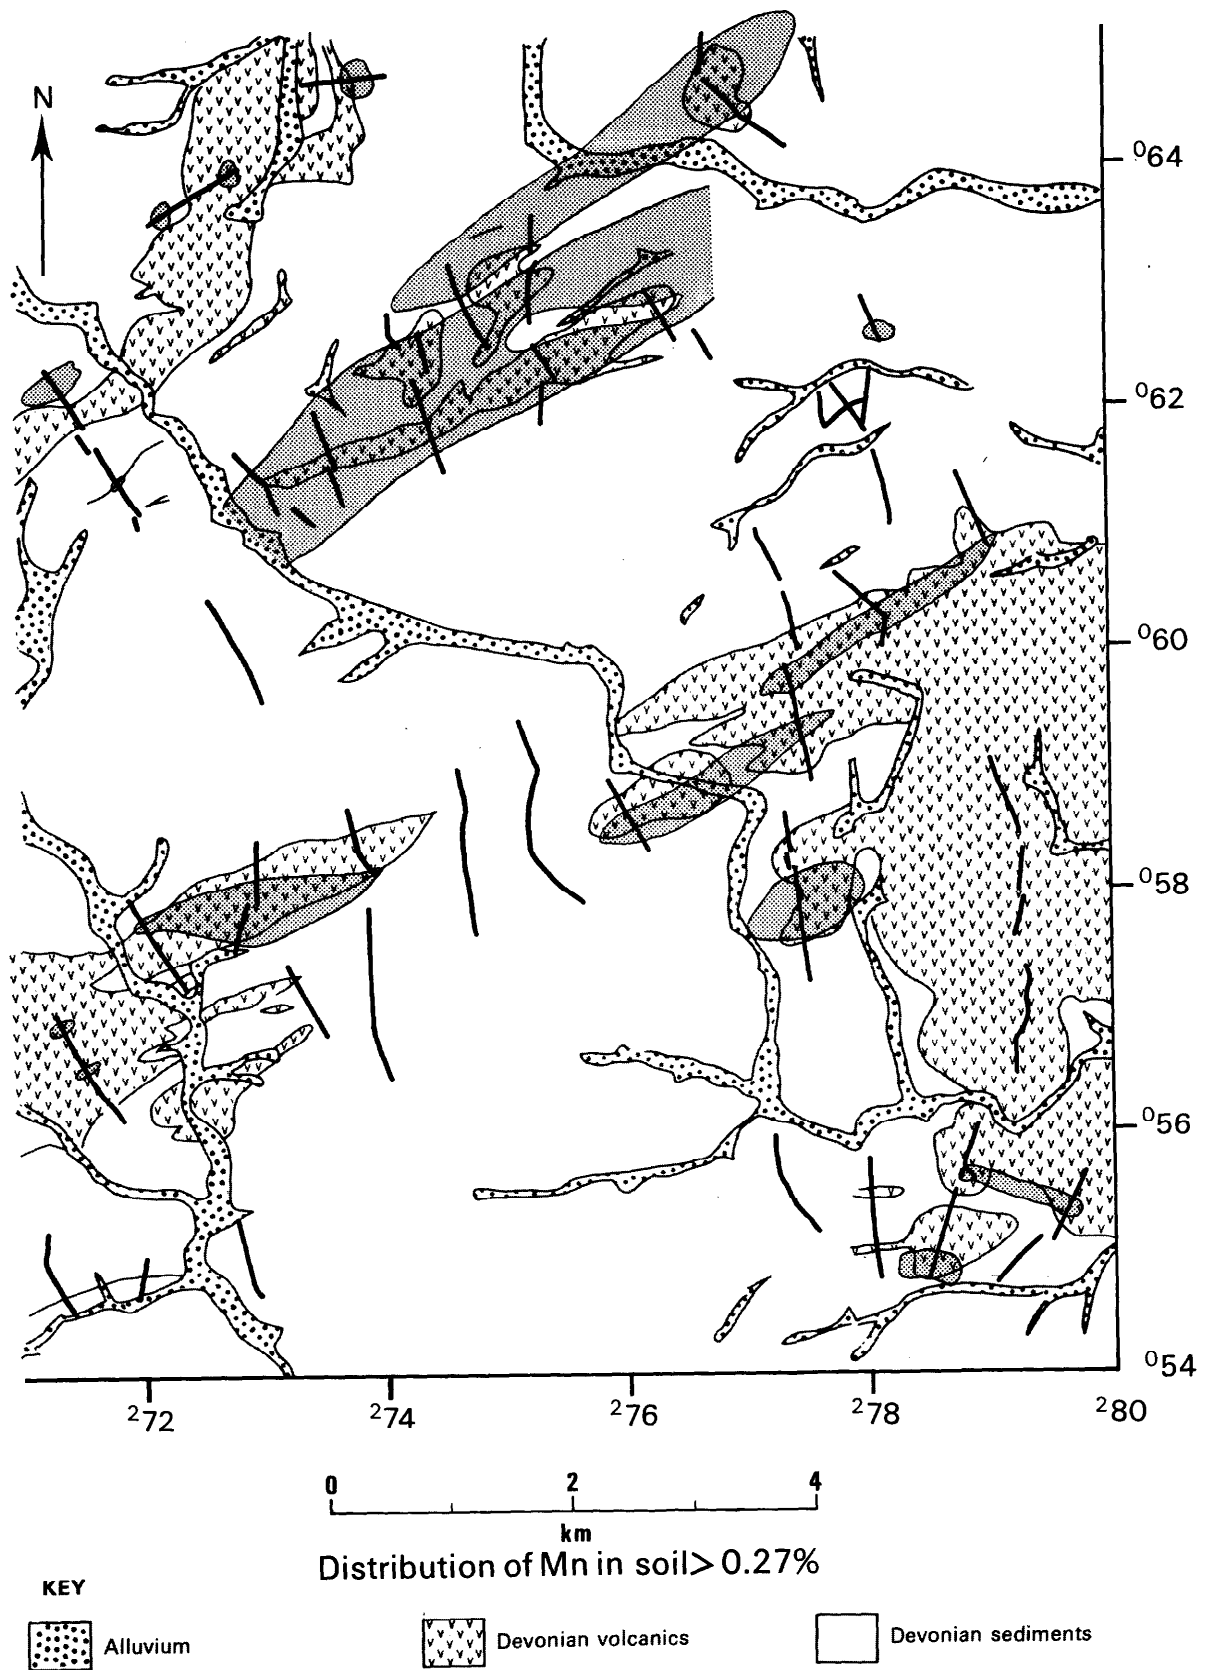 N
⁰64
⁰62
⁰60
⁰58
⁰56
⁰54
²72
²74
²76
²78
²80
0
2
4
km
Distribution of Mn in soil > 0.27%
KEY
Alluvium
Devonian volcanics
Devonian sediments